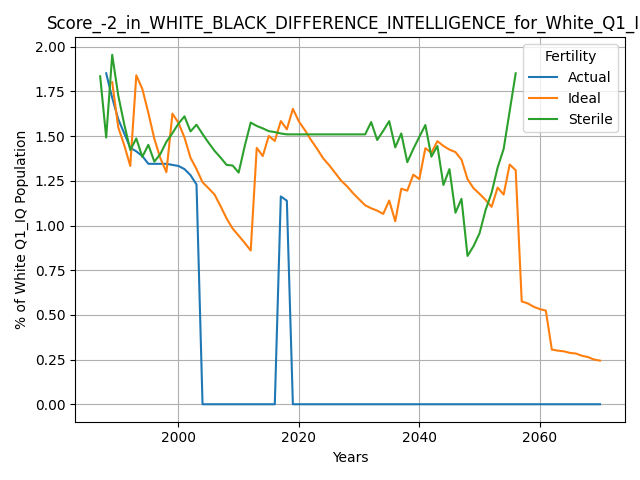 Score_-2_in_WHITE_BLACK_DIFFERENCE_INTELLIGENCE_for_White_Q1_I
Fertility
Actual
Ideal
Sterile
% of White Q1_IQ Population
2.00
1.75
1.50
1.25
1.00
0.75
0.50
0.25
0.00
2000
2020
2040
2060
Years